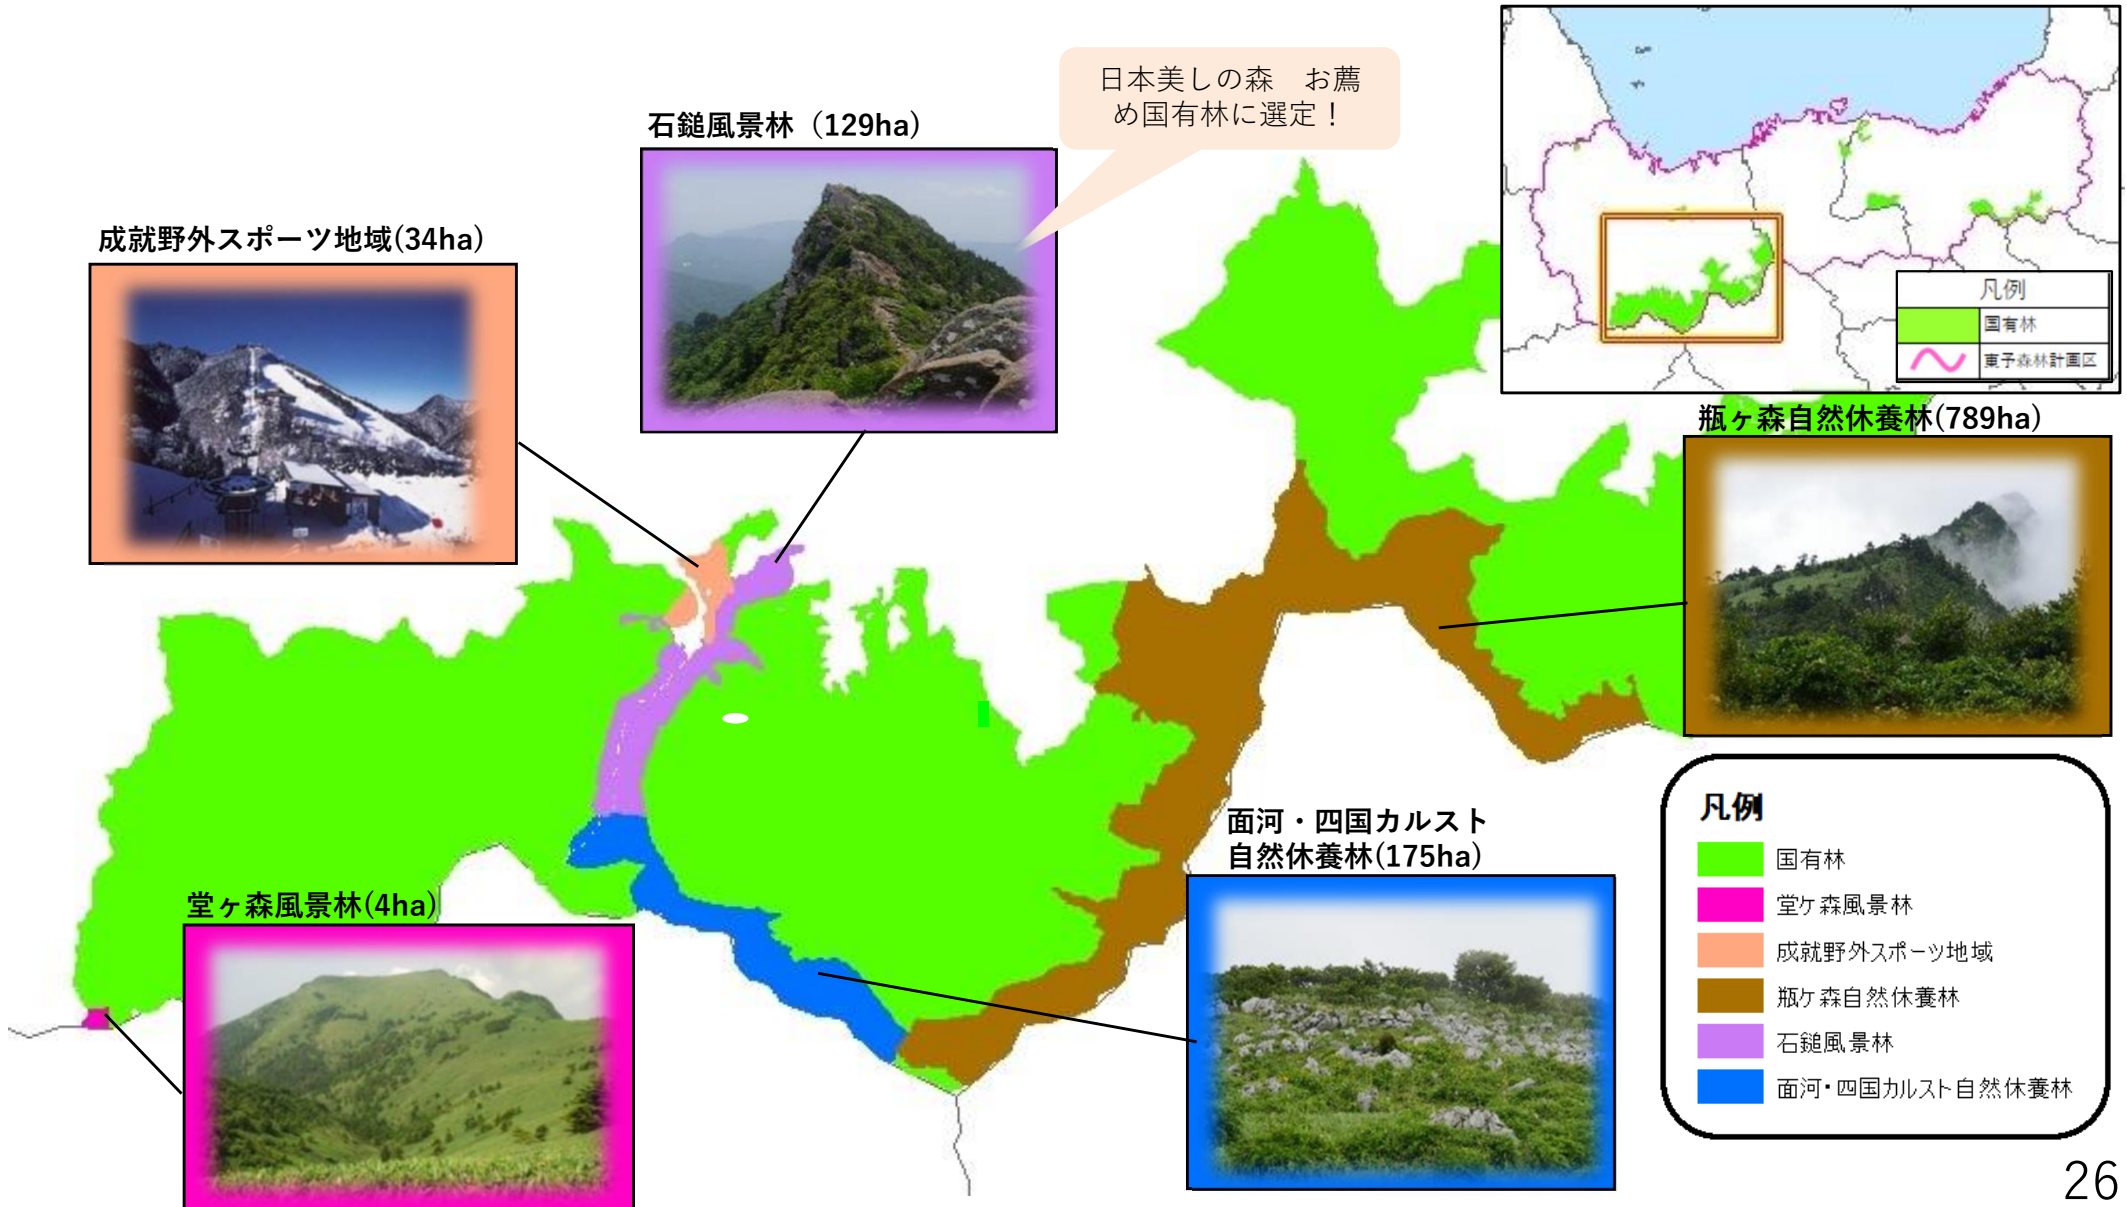 日本美しの森　お薦
め国有林に選定！
石鎚風景林（129ha）
成就野外スポーツ地域(34ha)
凡例
国有林
東予森林計画区
瓶ヶ森自然休養林(789ha)
面河・四国カルスト
自然休養林(175ha)
堂ヶ森風景林(4ha)
凡例
国有林
堂ケ森風景林
成就野外スポーツ地域
瓶ケ森自然休養林
石鎚風景林
面河・四国カルスト自然休養林
26